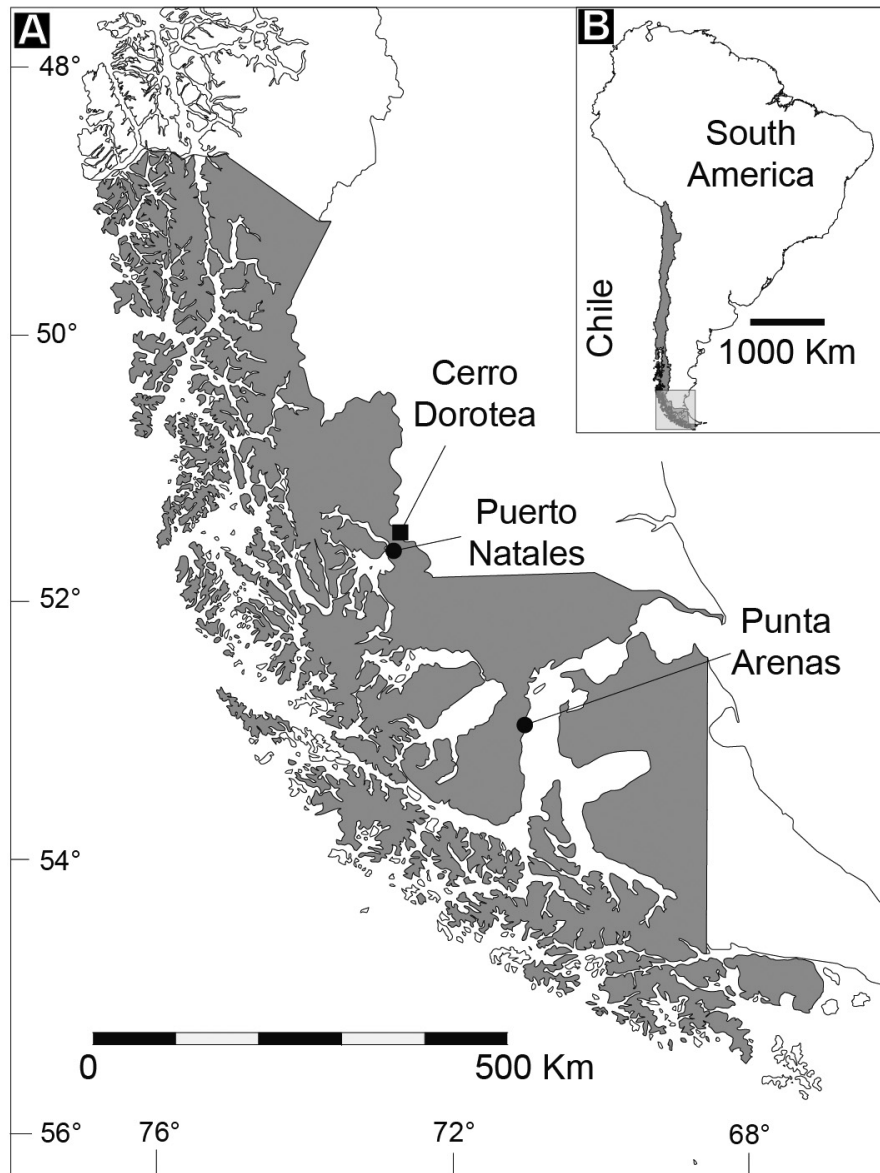 A
B
48°
South
America
Chile
1000 Km
50°
Cerro
Dorotea
Puerto
Natales
52°
Punta
Arenas
54°
0
500 Km
56°
76°
72°
68°